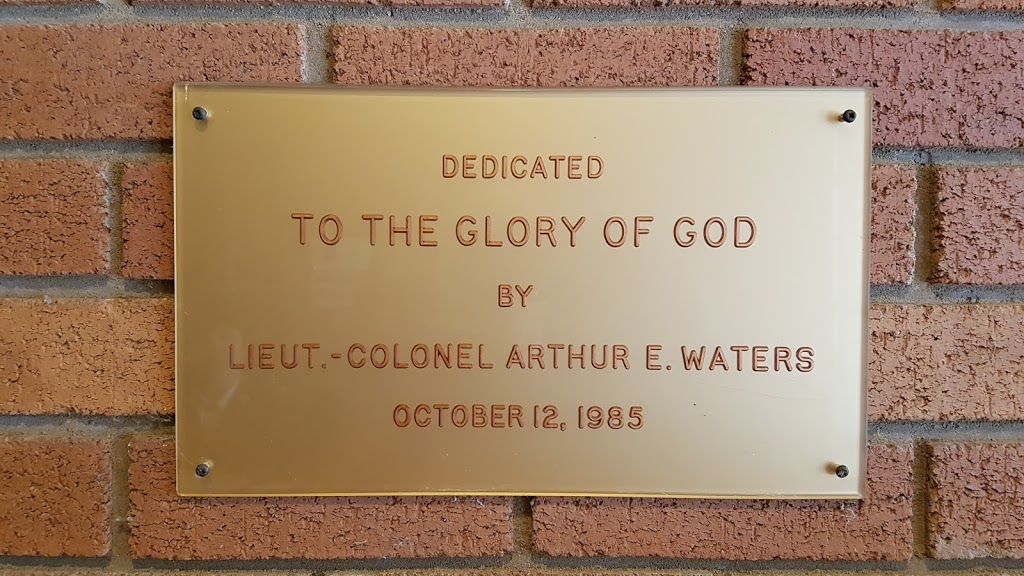 DEDICATED
TO THE GLORY OF GOD
BY
LIEUT.-COLONEL ARTHUR E. WATERS
OCTOBER 12, 1985